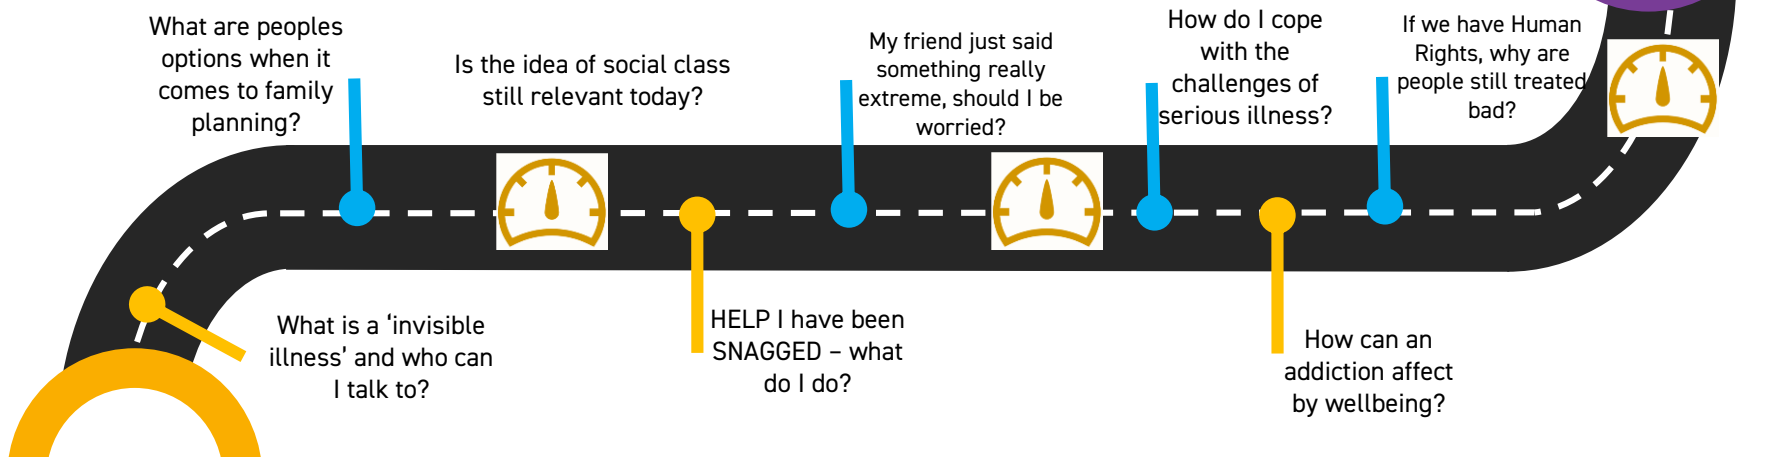 What are peoples
options when it
comes to family
planning?
Is the idea of social class
still relevant today?
My friend just said
something really
extreme, should I be
worried?
How do I cope
with the
challenges of
serious illness?
If we have Human
Rights, why are
people still treated
bad?
What is a ‘invisible
illness’ and who can
I talk to?
HELP I have been
SNAGGED – what
do I do?
How can an
addiction affect
by wellbeing?